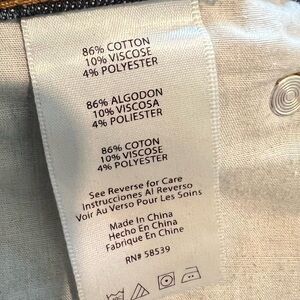 86% COTTON
10% VISCOSE
4% POLYESTER
86% ALGODON
10% VISCOSA
4% POLIESTER
86% COTON
10% VISCOSE
4% POLYESTER
See Reverse for Care
Instrucciones Al Reverso
Voir Au Verso Pour Les Soins
Made In China
Hecho En China
Fabrique En Chine
RN# 58539